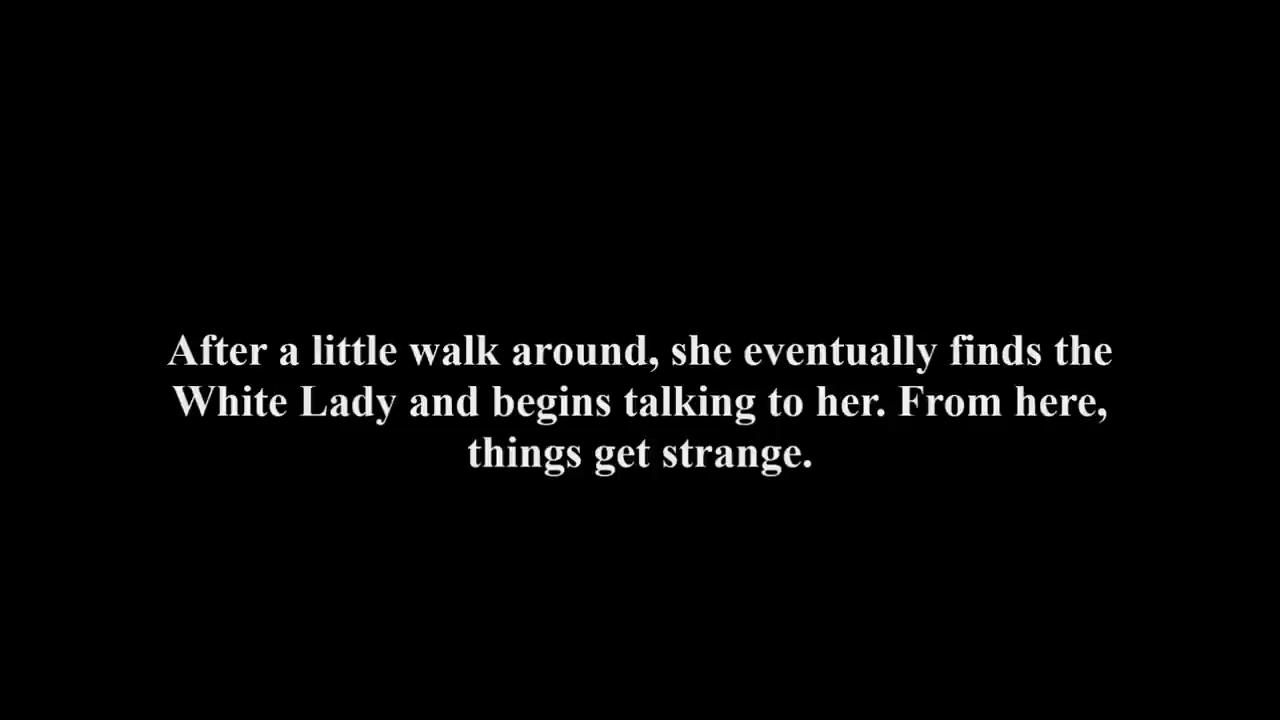 After a little walk around, she eventually finds the
White Lady and begins talking to her. From here,
things get strange.